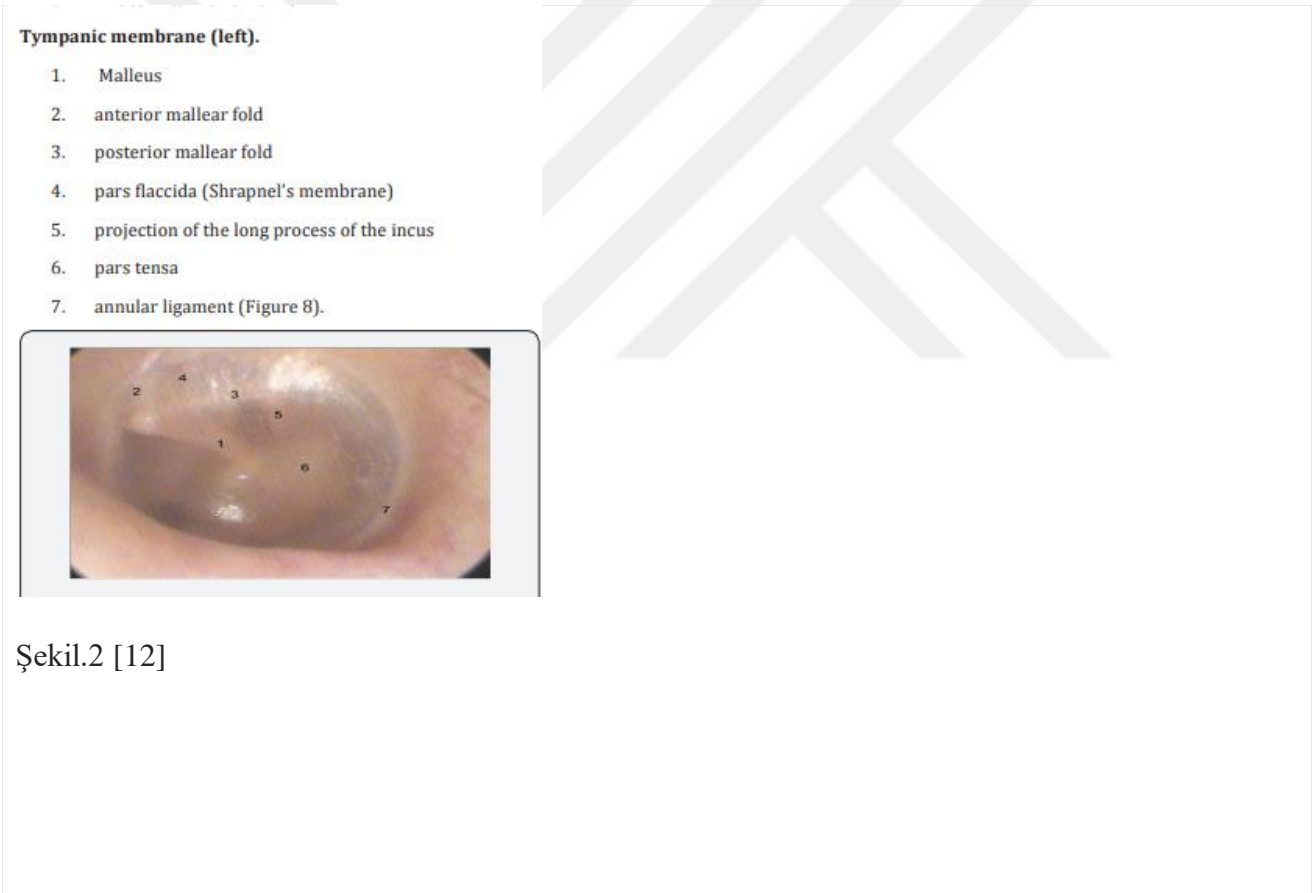 Tympanic membrane (left).
1. Malleus
2. anterior mallear fold
3. posterior mallear fold
4. pars flaccida (Shrapnel's membrane)
5. projection of the long process of the incus
6. pars tensa
7. annular ligament (Figure 8).
4
2
3
5
1
6
7
Şekil.2 [12]